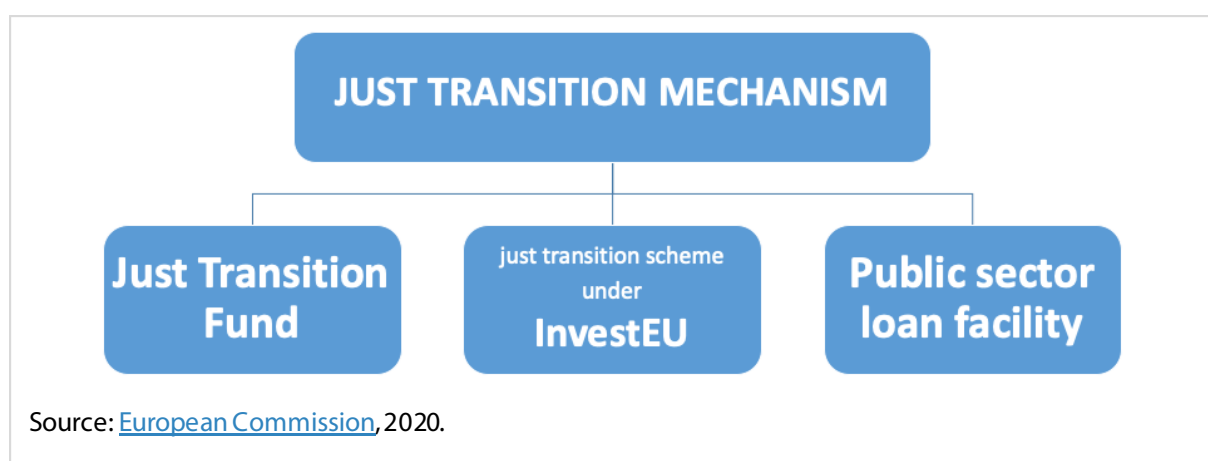 JUST TRANSITION MECHANISM
Just Transition
Fund
just transition scheme
under
InvestEU
Public sector
loan facility
Source: European Commission, 2020.